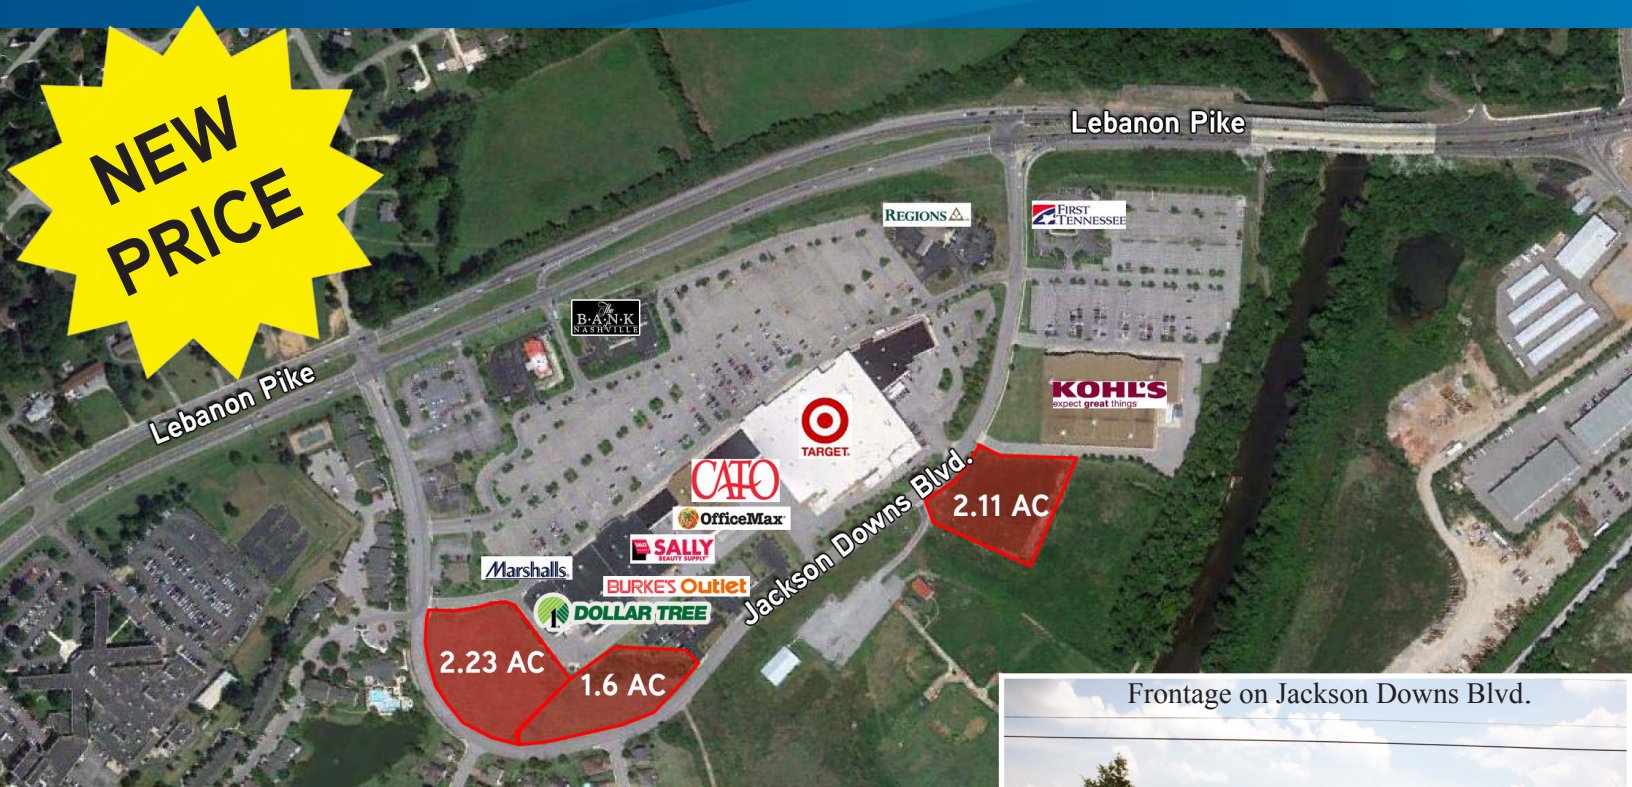 NEW
PRICE
Lebanon Pike
REGIONS
FIRST
TENNESSEE
The
B·A·N·K
NASHVILLE
Lebanon Pike
KOHL'S
expect great things
TARGET
CATO
OfficeMax
SALLY
BEAUTY SUPPLY
Jackson Downs Blvd.
2.11 AC
Marshalls
BURKE'S Outlet
1
DOLLAR TREE
2.23 AC
1.6 AC
Frontage on Jackson Downs Blvd.